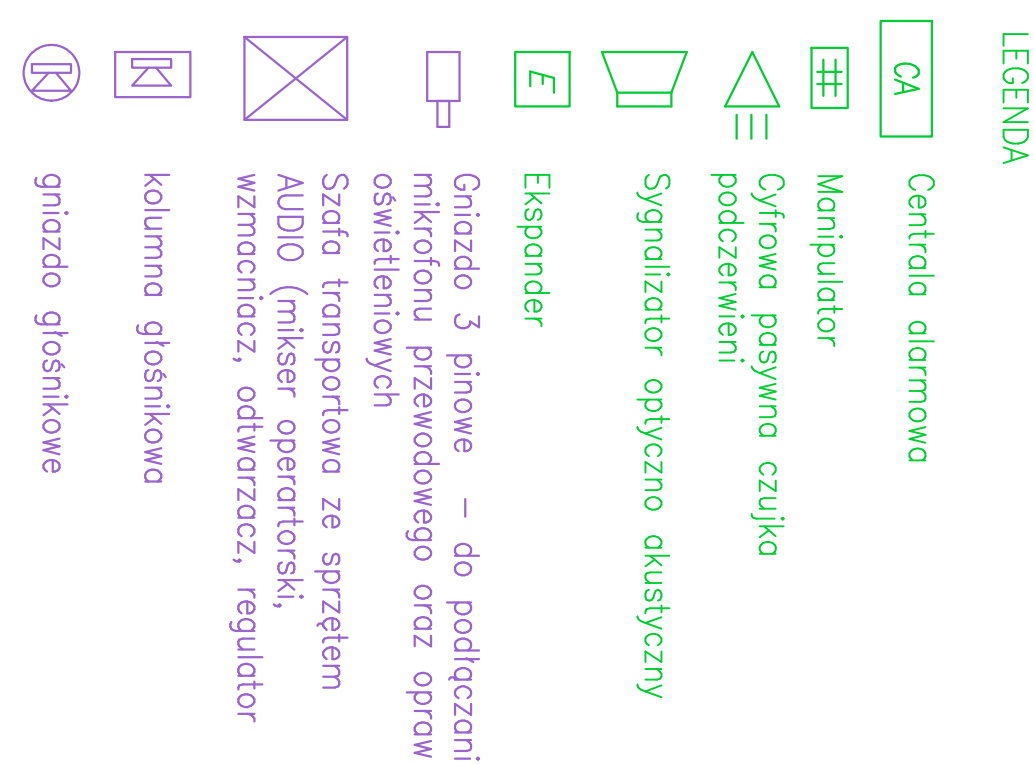 LEGENDA
CA
Centrala alarmowa
Manipulator
Cyfrowa pasywna czujka
podczerwieni
Sygnalizator optyczno akustyczny
E
Ekspander
Gniazdo 3 pinowe – do podłączani
mikrofonu przewodowego oraz opraw
oświetleniowych
Szafa transportowa ze sprzętem
AUDIO (mikser operartorski,
wzmacniacz, odtwarzacz, regulator
kolumna głośnikowa
gniazdo głośnikowe